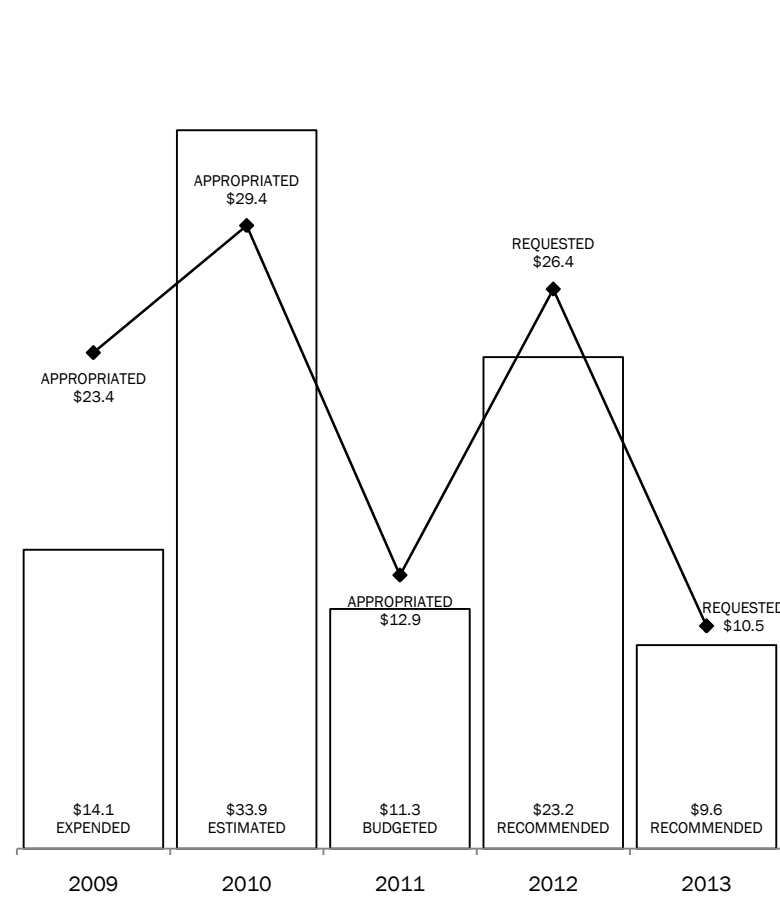 APPROPRIATED
$29.4
REQUESTED
$26.4
APPROPRIATED
$23.4
APPROPRIATED
$12.9
REQUESTED
$10.5
$14.1
EXPENDED
$33.9
ESTIMATED
$11.3
BUDGETED
$23.2
RECOMMENDED
$9.6
RECOMMENDED
2009 2010 2011 2012 2013